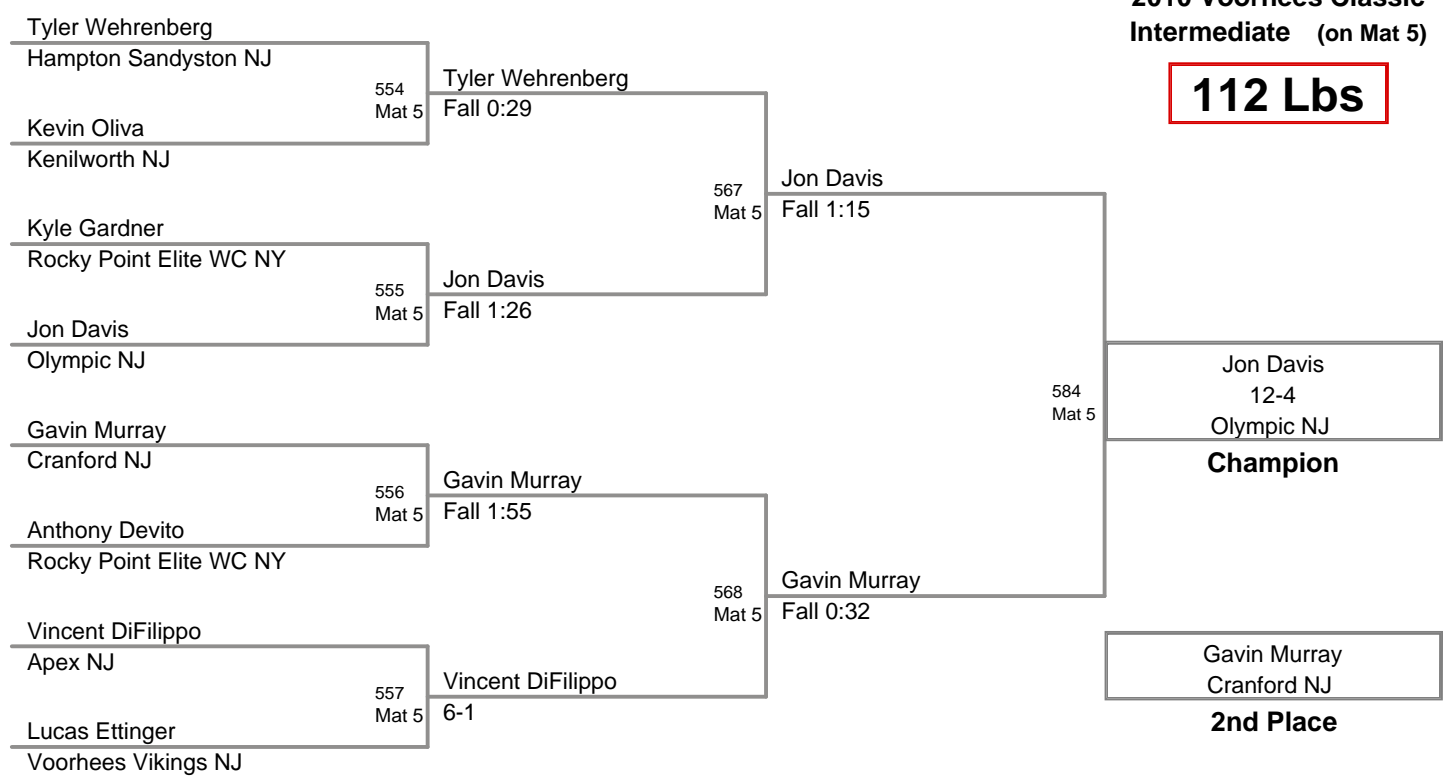 2010 Voorhees Classic
Intermediate (on Mat 5)
112 Lbs
Tyler Wehrenberg
Hampton Sandyston NJ
554
Mat 5
Tyler Wehrenberg
Fall 0:29
Kevin Oliva
Kenilworth NJ
567
Mat 5
Jon Davis
Fall 1:15
Kyle Gardner
Rocky Point Elite WC NY
555
Mat 5
Jon Davis
Fall 1:26
Jon Davis
Olympic NJ
584
Mat 5
Jon Davis
12-4
Olympic NJ
Champion
Gavin Murray
Cranford NJ
556
Mat 5
Gavin Murray
Fall 1:55
Anthony Devito
Rocky Point Elite WC NY
568
Mat 5
Gavin Murray
Fall 0:32
Vincent DiFilippo
Apex NJ
557
Mat 5
Vincent DiFilippo
6-1
Lucas Ettinger
Voorhees Vikings NJ
Gavin Murray
Cranford NJ
2nd Place